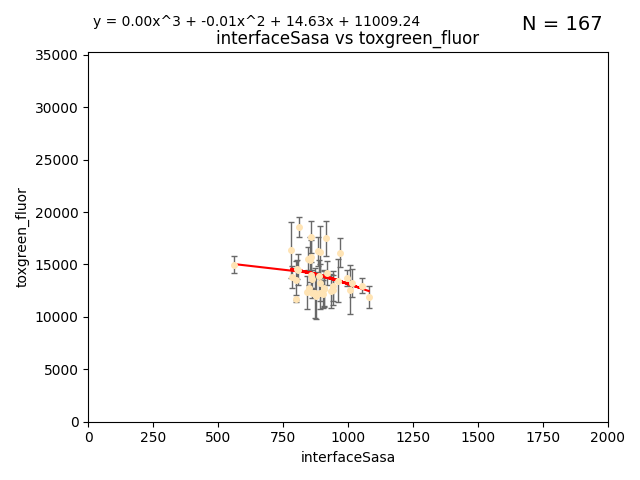 y = 0.00x^3 + -0.01x^2 + 14.63x + 11009.24
N = 167
interfaceSasa vs toxgreen_fluor
35000
30000
25000
20000
15000
10000
5000
0
toxgreen_fluor
0 250 500 750 1000 1250 1500 1750 2000
interfaceSasa